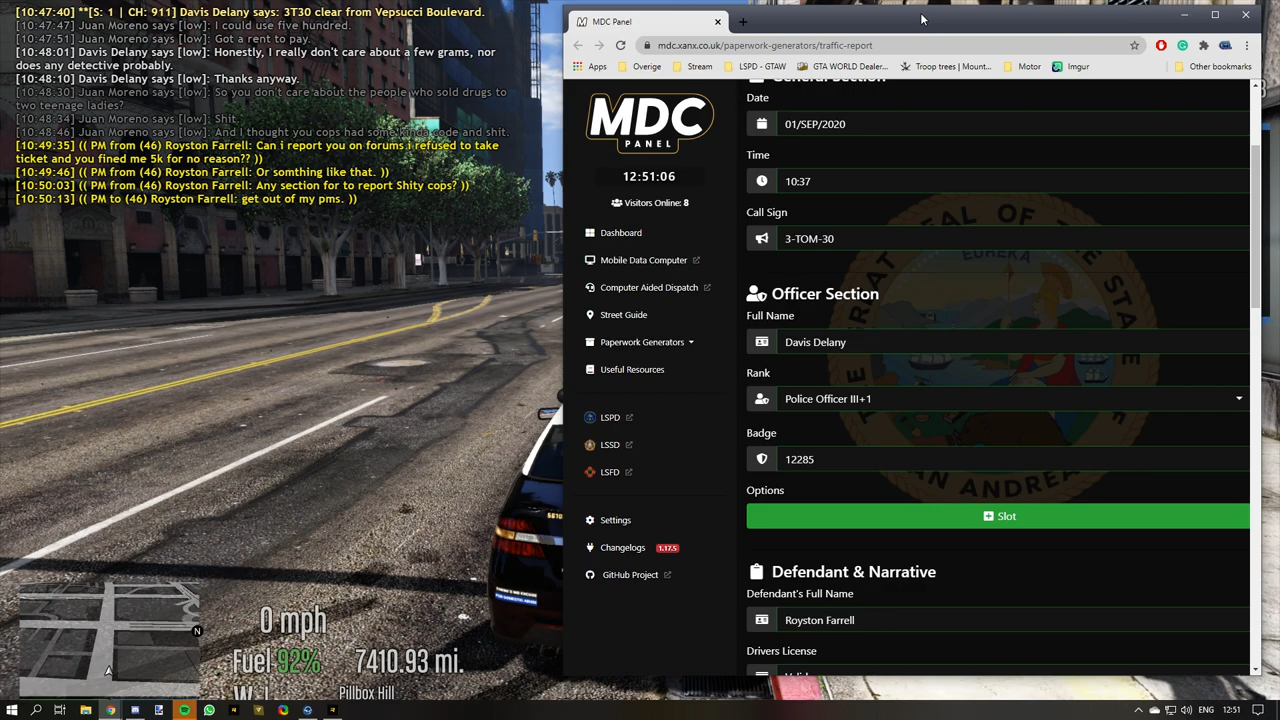 [10:47:40] **[S: 1 | CH: 911] Davis Delany says: 3T30 clear from Vepsucci Boulevard.
[10:47:51] Juan Moreno says [low]: I could use five hundred.
[10:47:51] Juan Moreno says [low]: Got a rent to pay.
[10:48:01] Davis Delany says [low]: Honestly, I really don't care about a few grams, nor
does any detective probably.
[10:48:10] Davis Delany says [low]: Thanks anyway.
[10:48:30] Juan Moreno says [low]: So you don't care about the people who sold drugs to
two teenage ladies?
[10:48:34] Juan Moreno says [low]: Shit.
[10:48:46] Juan Moreno says [low]: And I thought you cops had some kinda code and shit.
[10:49:35] (( PM from (46) Royston Farrell: Can i report you on forums i refused to take
ticket and you fined me 5k for no reason?? ))
[10:49:46] (( PM from (46) Royston Farrell: Or somthing like that. ))
[10:50:03] (( PM from (46) Royston Farrell: Any section for to report Shity cops? ))
[10:50:13] (( PM to (46) Royston Farrell: get out of my pms. ))
0 mph
Fuel 92% 7410.93 mi.
Pillbox Hill
N
MDC Panel
mdc.xanx.co.uk/paperwork-generators/traffic-report
Apps
Overige
Stream
LSPD - GTAW
GTA WORLD Dealer...
Troop trees | Mount...
Motor
Imgur
Other bookmarks
MDC
PANEL
12:51:06
Visitors Online: 8
Dashboard
Mobile Data Computer
Computer Aided Dispatch
Street Guide
Paperwork Generators
Useful Resources
LSPD
LSSD
LSFD
Settings
Changelogs 1.17.5
GitHub Project
General Section
Date
01/SEP/2020
Time
10:37
Call Sign
3-TOM-30
Officer Section
Full Name
Davis Delany
Rank
Police Officer III+1
Badge
12285
Options
Slot
Defendant & Narrative
Defendant's Full Name
Royston Farrell
Drivers License
Valid
SEAL OF THE STATE
EUREKA
ENG 12:51